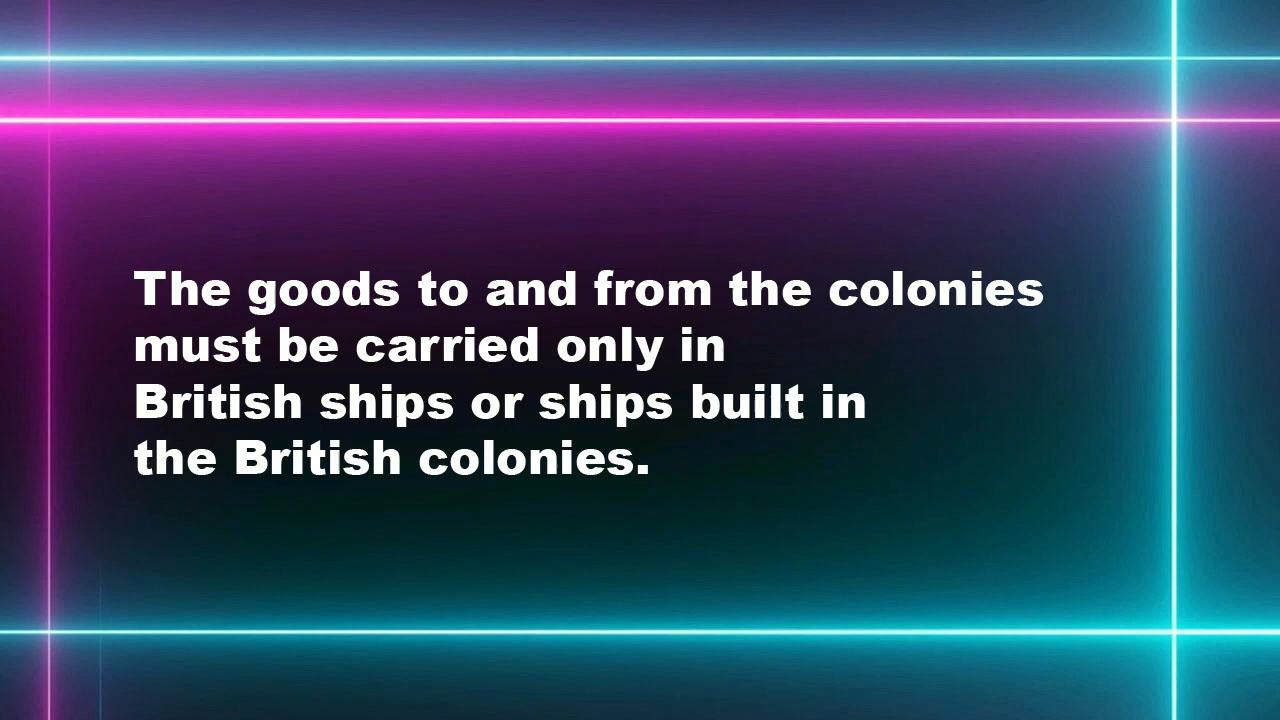 The goods to and from the colonies
must be carried only in
British ships or ships built in
the British colonies.